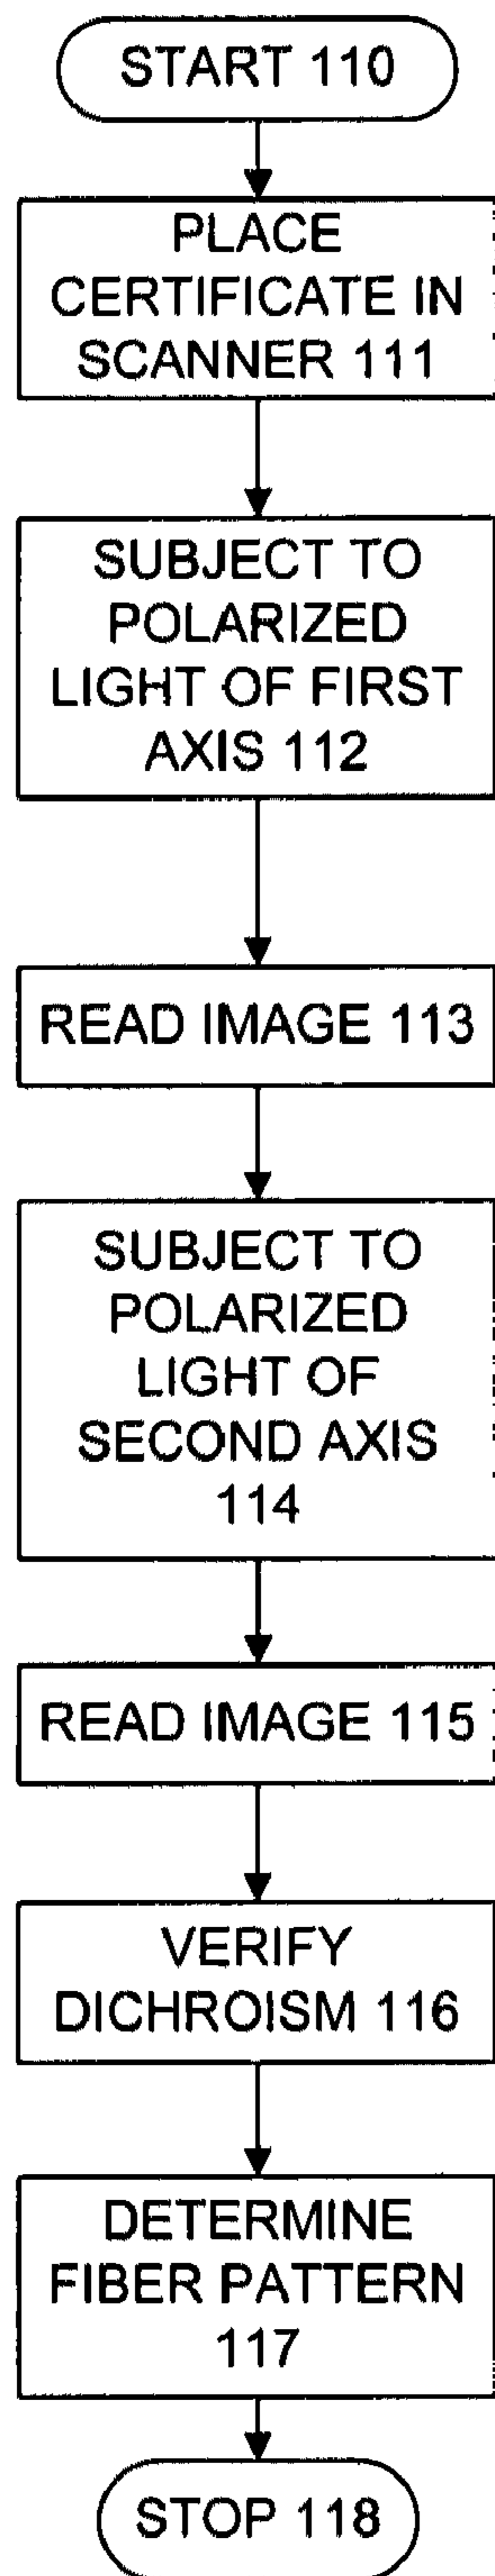 START 110
PLACE
CERTIFICATE IN
SCANNER 111
SUBJECT TO
POLARIZED
LIGHT OF FIRST
AXIS 112
READ IMAGE 113
SUBJECT TO
POLARIZED
LIGHT OF
SECOND AXIS
114
READ IMAGE 115
VERIFY
DICHROISM 116
DETERMINE
FIBER PATTERN
117
STOP 118